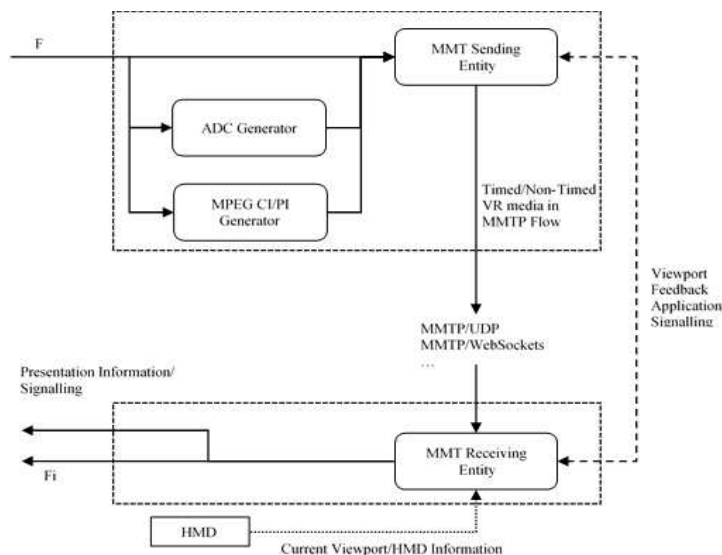 F
MMT Sending
Entity
ADC Generator
MPEG CI/PI
Generator
Timed/Non-Timed
VR media in
MMTP Flow
Viewport
Feedback
Application
Signalling
MMTP/UDP
MMTP/WebSockets
...
Presentation Information/
Signalling
MMT Receiving
Entity
Fi
HMD
Current Viewport/HMD Information